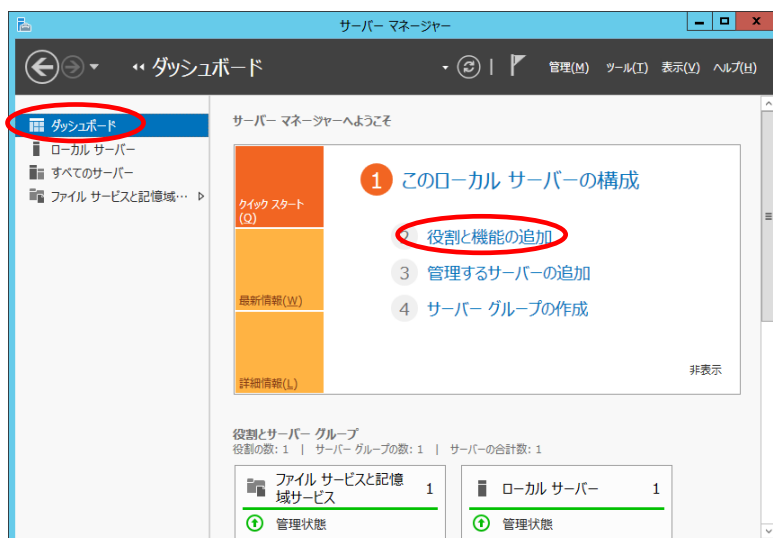 サーバー マネージャー
ダッシュボード
管理(M) ツール(T) 表示(V) ヘルプ(H)
ダッシュボード
ローカル サーバー
すべてのサーバー
ファイル サービスと記憶域…
サーバー マネージャーへようこそ
クイック スタート
(Q)
最新情報(W)
詳細情報(L)
1 このローカル サーバーの構成
2 役割と機能の追加
3 管理するサーバーの追加
4 サーバー グループの作成
非表示
役割とサーバー グループ
役割の数: 1 | サーバー グループの数: 1 | サーバーの合計数: 1
ファイル サービスと記憶
域サービス
1
管理状態
ローカル サーバー 1
管理状態